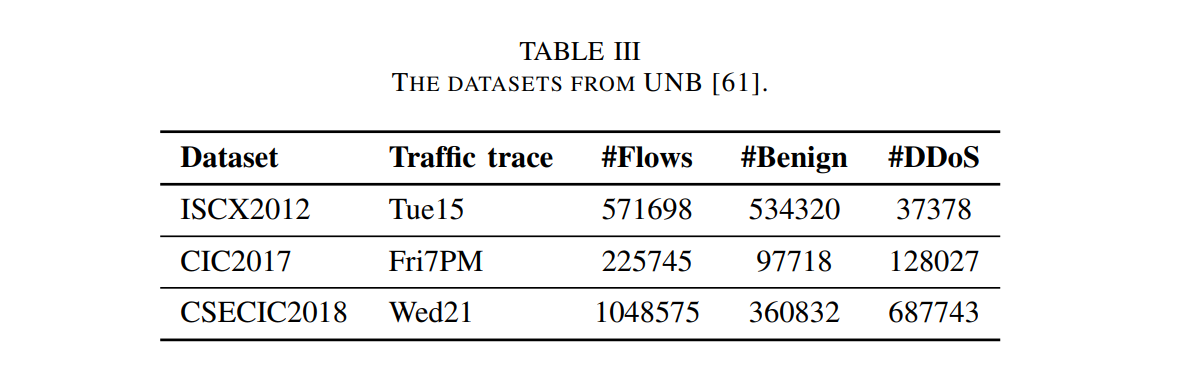 TABLE III
THE DATASETS FROM UNB [61].
Dataset Traffic trace #Flows #Benign #DDoS
ISCX2012 Tue15 571698 534320 37378
CIC2017 Fri7PM 225745 97718 128027
CSECIC2018 Wed21 1048575 360832 687743